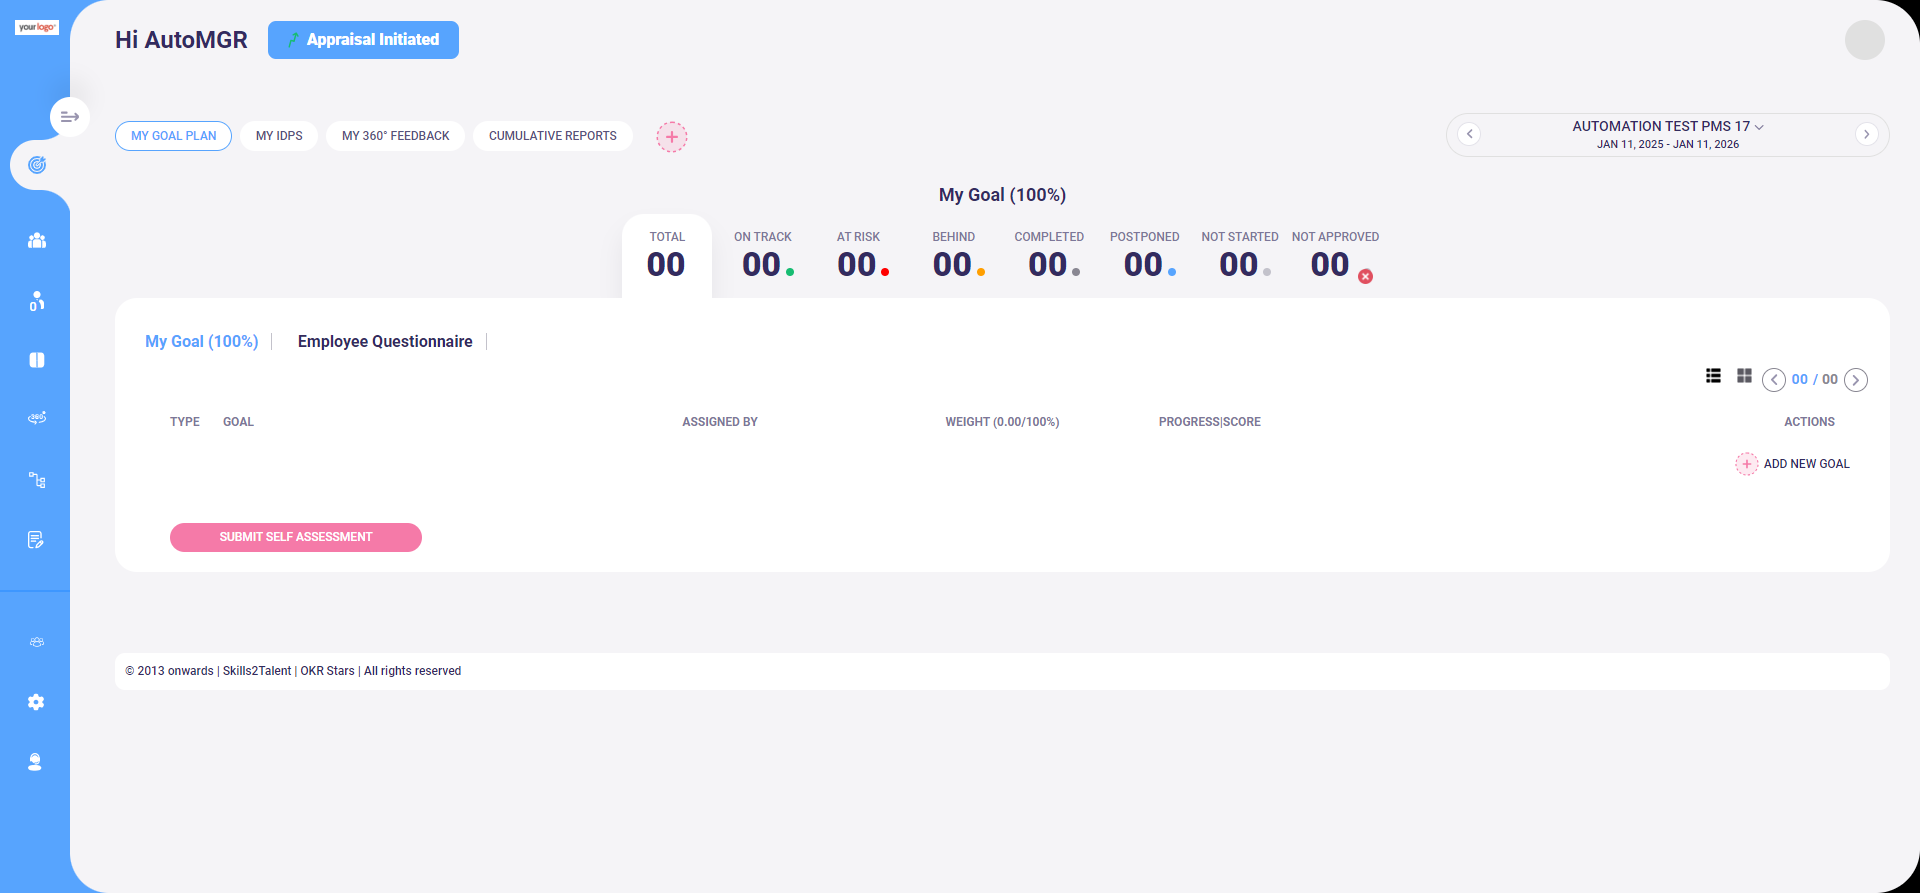 yourlogo
Hi AutoMGR
Appraisal Initiated
MY GOAL PLAN
MY IDPS
MY 360° FEEDBACK
CUMULATIVE REPORTS
AUTOMATION TEST PMS 17
JAN 11, 2025 - JAN 11, 2026
My Goal (100%)
TOTAL
00
ON TRACK
00
AT RISK
00
BEHIND
00
COMPLETED
00
POSTPONED
00
NOT STARTED
00
NOT APPROVED
00
My Goal (100%)
Employee Questionnaire
00 / 00
TYPE GOAL ASSIGNED BY WEIGHT (0.00/100%) PROGRESS|SCORE ACTIONS
ADD NEW GOAL
SUBMIT SELF ASSESSMENT
© 2013 onwards | Skills2Talent | OKR Stars | All rights reserved
360°